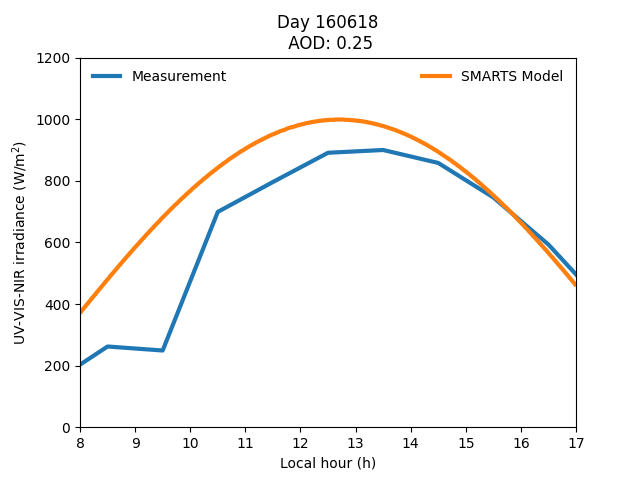 Day 160618
AOD: 0.25
Measurement
SMARTS Model
UV-VIS-NIR irradiance (W/m²)
1200
1000
800
600
400
200
0
8 9 10 11 12 13 14 15 16 17
Local hour (h)